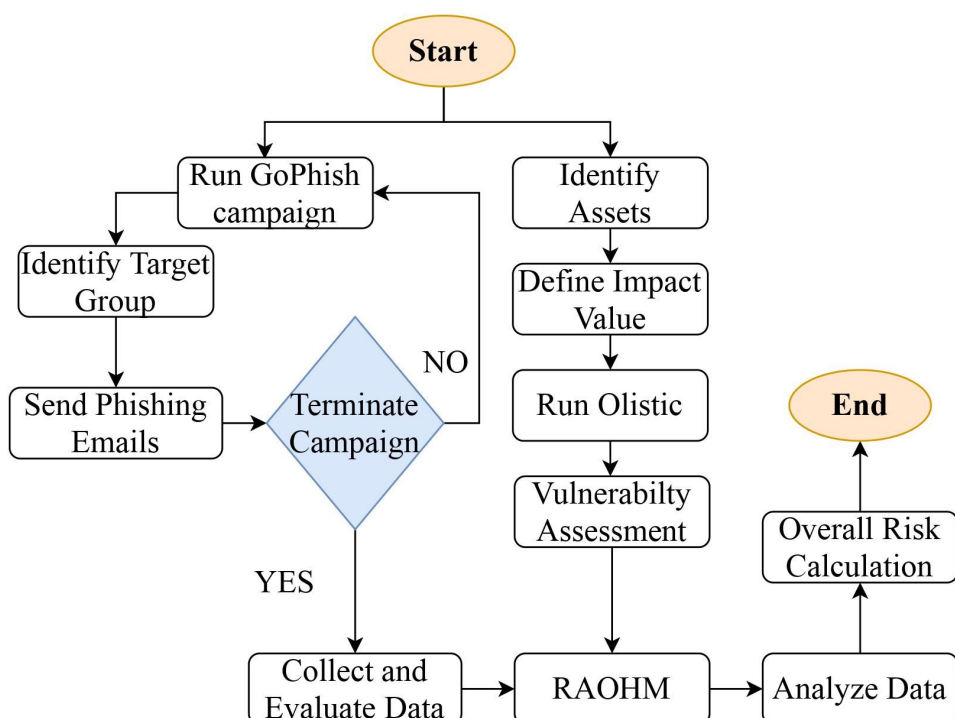 Start
Run GoPhish
campaign
Identify
Assets
Identify Target
Group
Define Impact
Value
NO
Send Phishing
Emails
Terminate
Campaign
Run Olistic
End
Vulnerabilty
Assessment
Overall Risk
Calculation
YES
Collect and
Evaluate Data
RAOHM
Analyze Data